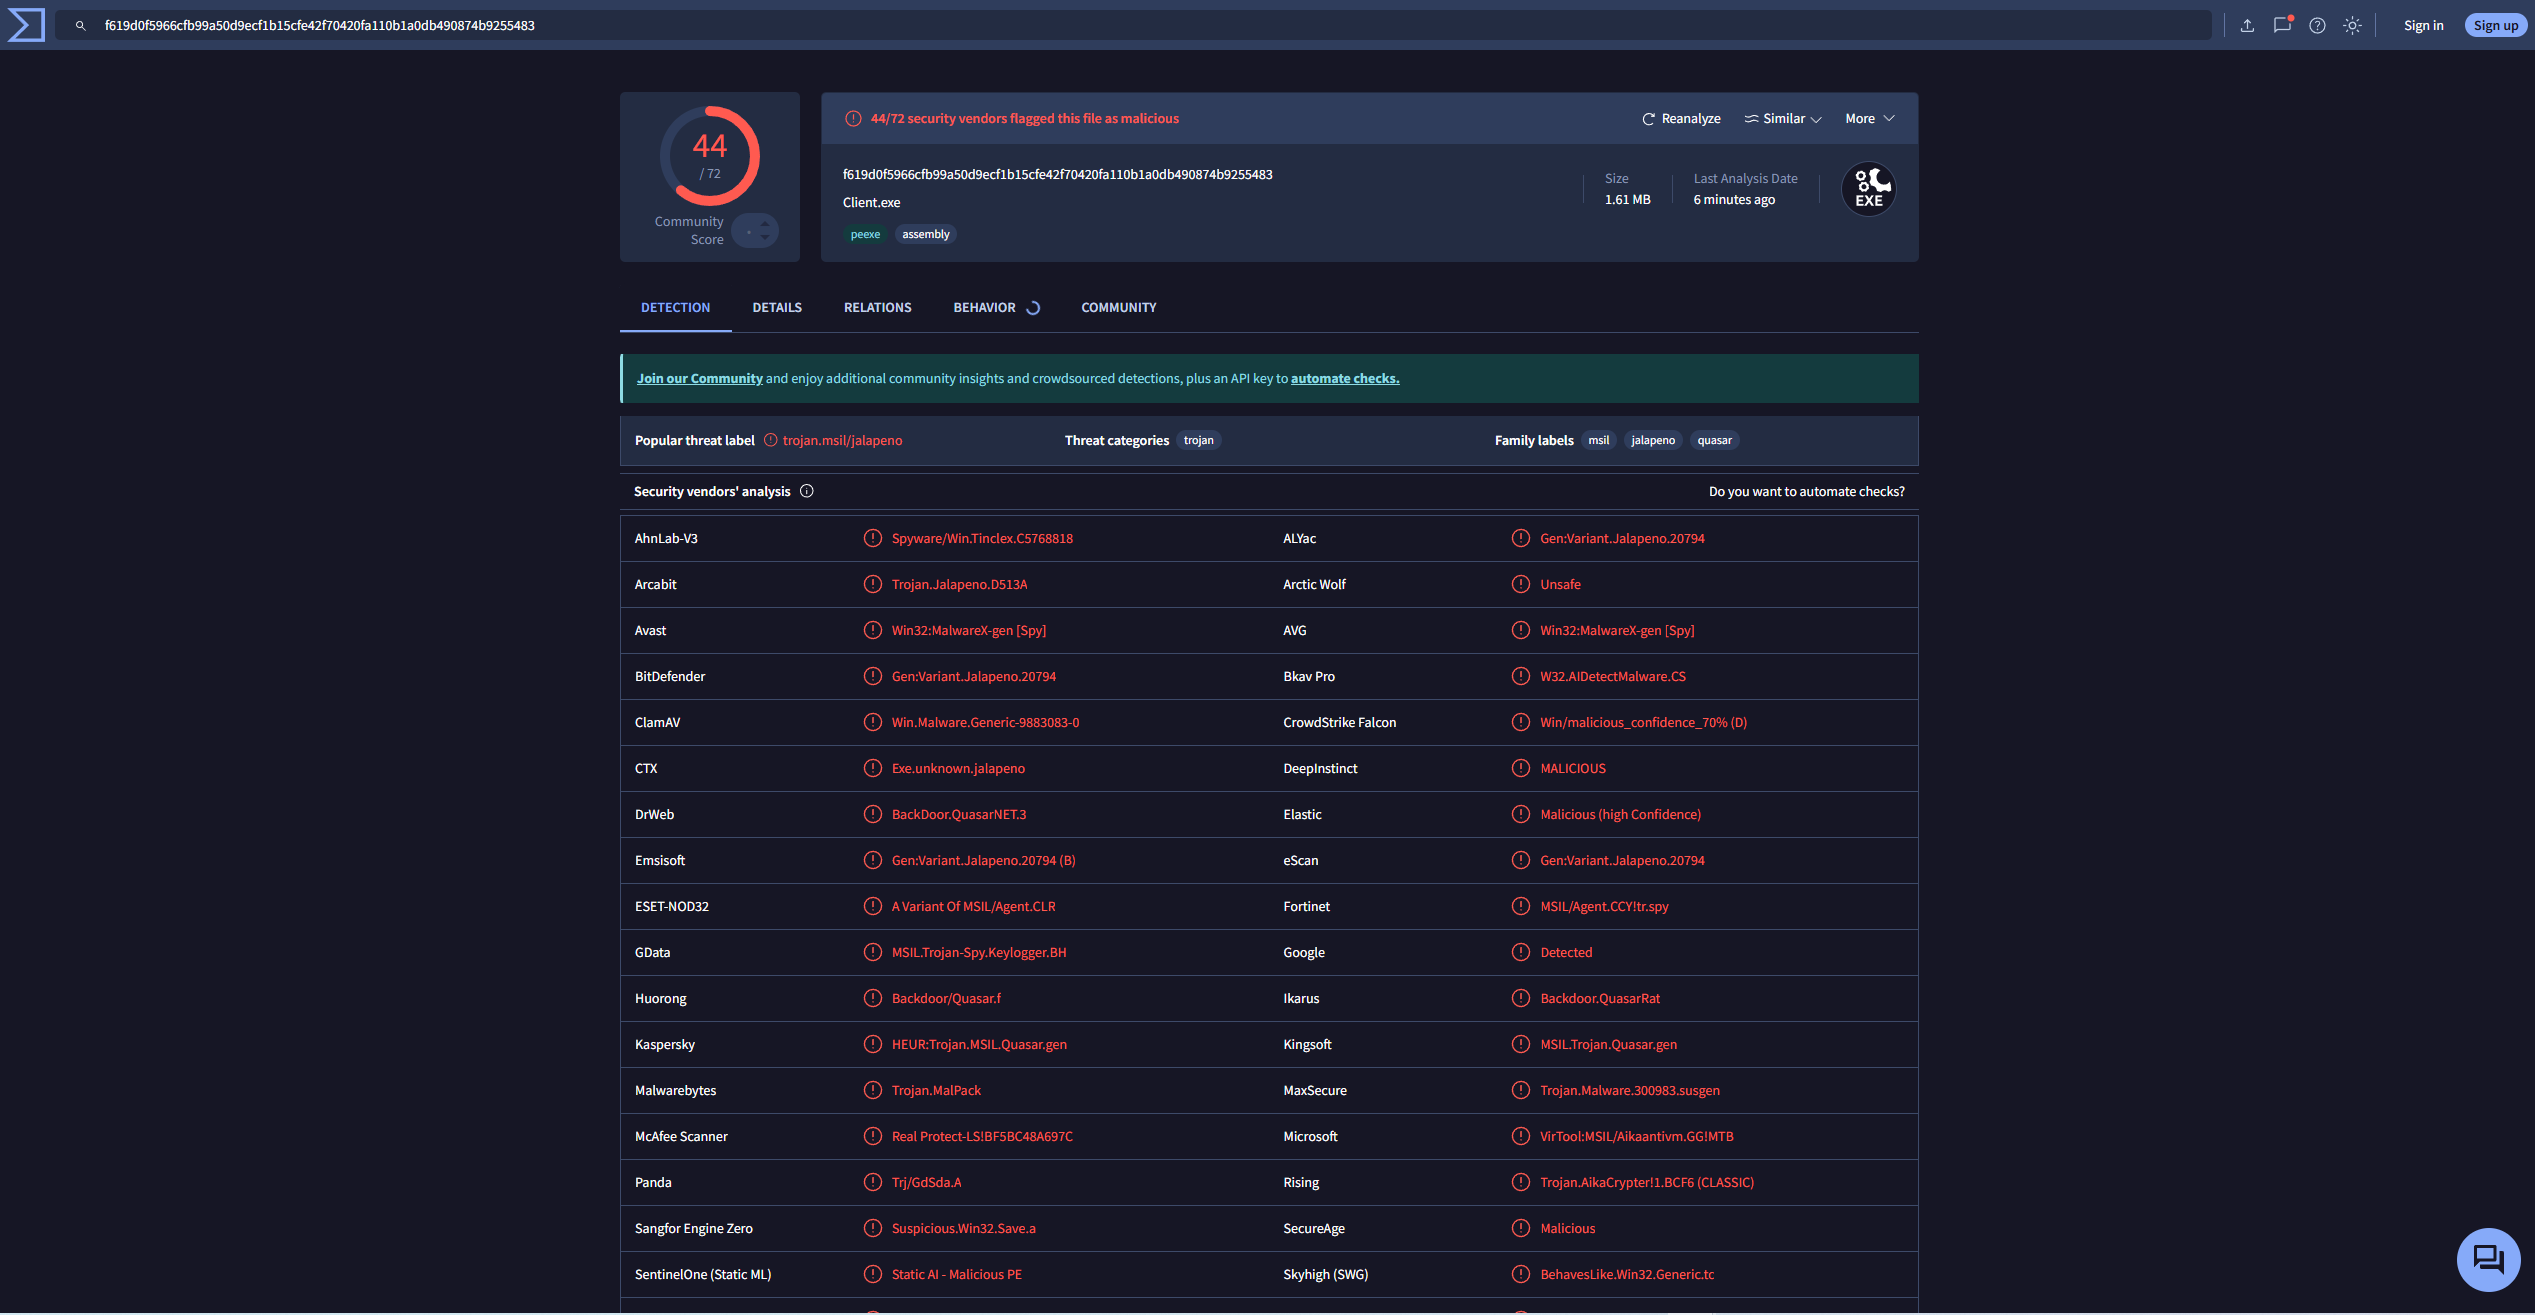 f619d0f5966cfb99a50d9ecf1b15cfe42f70420fa110b1a0db490874b9255483
Sign in
Sign up
44
/ 72
Community
Score
44/72 security vendors flagged this file as malicious
Reanalyze
Similar
More
f619d0f5966cfb99a50d9ecf1b15cfe42f70420fa110b1a0db490874b9255483
Client.exe
peexe
assembly
Size
1.61 MB
Last Analysis Date
6 minutes ago
EXE
DETECTION
DETAILS
RELATIONS
BEHAVIOR
COMMUNITY
Join our Community and enjoy additional community insights and crowdsourced detections, plus an API key to automate checks.
Popular threat label trojan.msil/jalapeno
Threat categories trojan
Family labels msil jalapeno quasar
Security vendors' analysis
Do you want to automate checks?
AhnLab-V3 Spyware/Win.Tinclex.C5768818 ALYac Gen:Variant.Jalapeno.20794
Arcabit Trojan.Jalapeno.D513A Arctic Wolf Unsafe
Avast Win32:MalwareX-gen [Spy] AVG Win32:MalwareX-gen [Spy]
BitDefender Gen:Variant.Jalapeno.20794 Bkav Pro W32.AIDetectMalware.CS
ClamAV Win.Malware.Generic-9883083-0 CrowdStrike Falcon Win/malicious_confidence_70% (D)
CTX Exe.unknown.jalapeno DeepInstinct MALICIOUS
DrWeb BackDoor.QuasarNET.3 Elastic Malicious (high Confidence)
Emsisoft Gen:Variant.Jalapeno.20794 (B) eScan Gen:Variant.Jalapeno.20794
ESET-NOD32 A Variant Of MSIL/Agent.CLR Fortinet MSIL/Agent.CCY!tr.spy
GData MSIL.Trojan-Spy.Keylogger.BH Google Detected
Huorong Backdoor/Quasar.f Ikarus Backdoor.QuasarRat
Kaspersky HEUR:Trojan.MSIL.Quasar.gen Kingsoft MSIL.Trojan.Quasar.gen
Malwarebytes Trojan.MalPack MaxSecure Trojan.Malware.300983.susgen
McAfee Scanner Real Protect-LS!BF5BC48A697C Microsoft VirTool:MSIL/Aikaantivm.GG!MTB
Panda Trj/GdSda.A Rising Trojan.AikaCrypter!1.BCF6 (CLASSIC)
Sangfor Engine Zero Suspicious.Win32.Save.a SecureAge Malicious
SentinelOne (Static ML) Static AI - Malicious PE Skyhigh (SWG) BehavesLike.Win32.Generic.tc